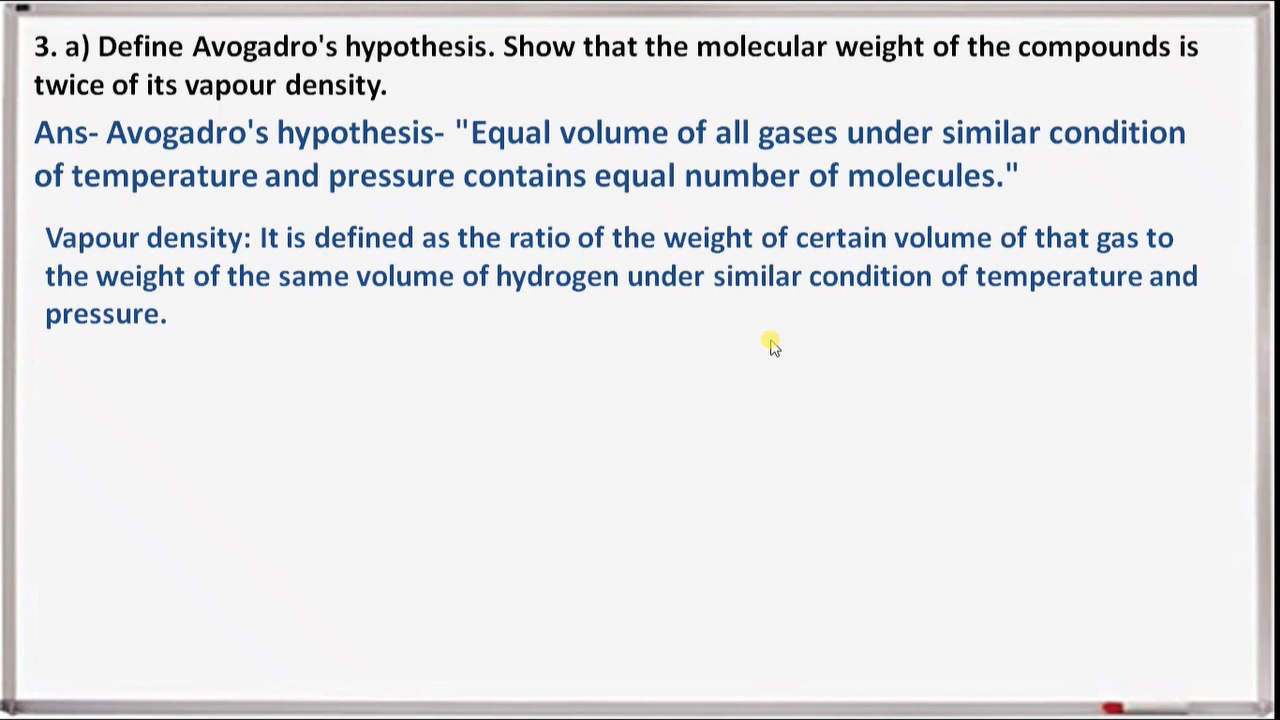 3. a) Define Avogadro's hypothesis. Show that the molecular weight of the compounds is
twice of its vapour density.
Ans- Avogadro's hypothesis- "Equal volume of all gases under similar condition
of temperature and pressure contains equal number of molecules."
Vapour density: It is defined as the ratio of the weight of certain volume of that gas to
the weight of the same volume of hydrogen under similar condition of temperature and
pressure.